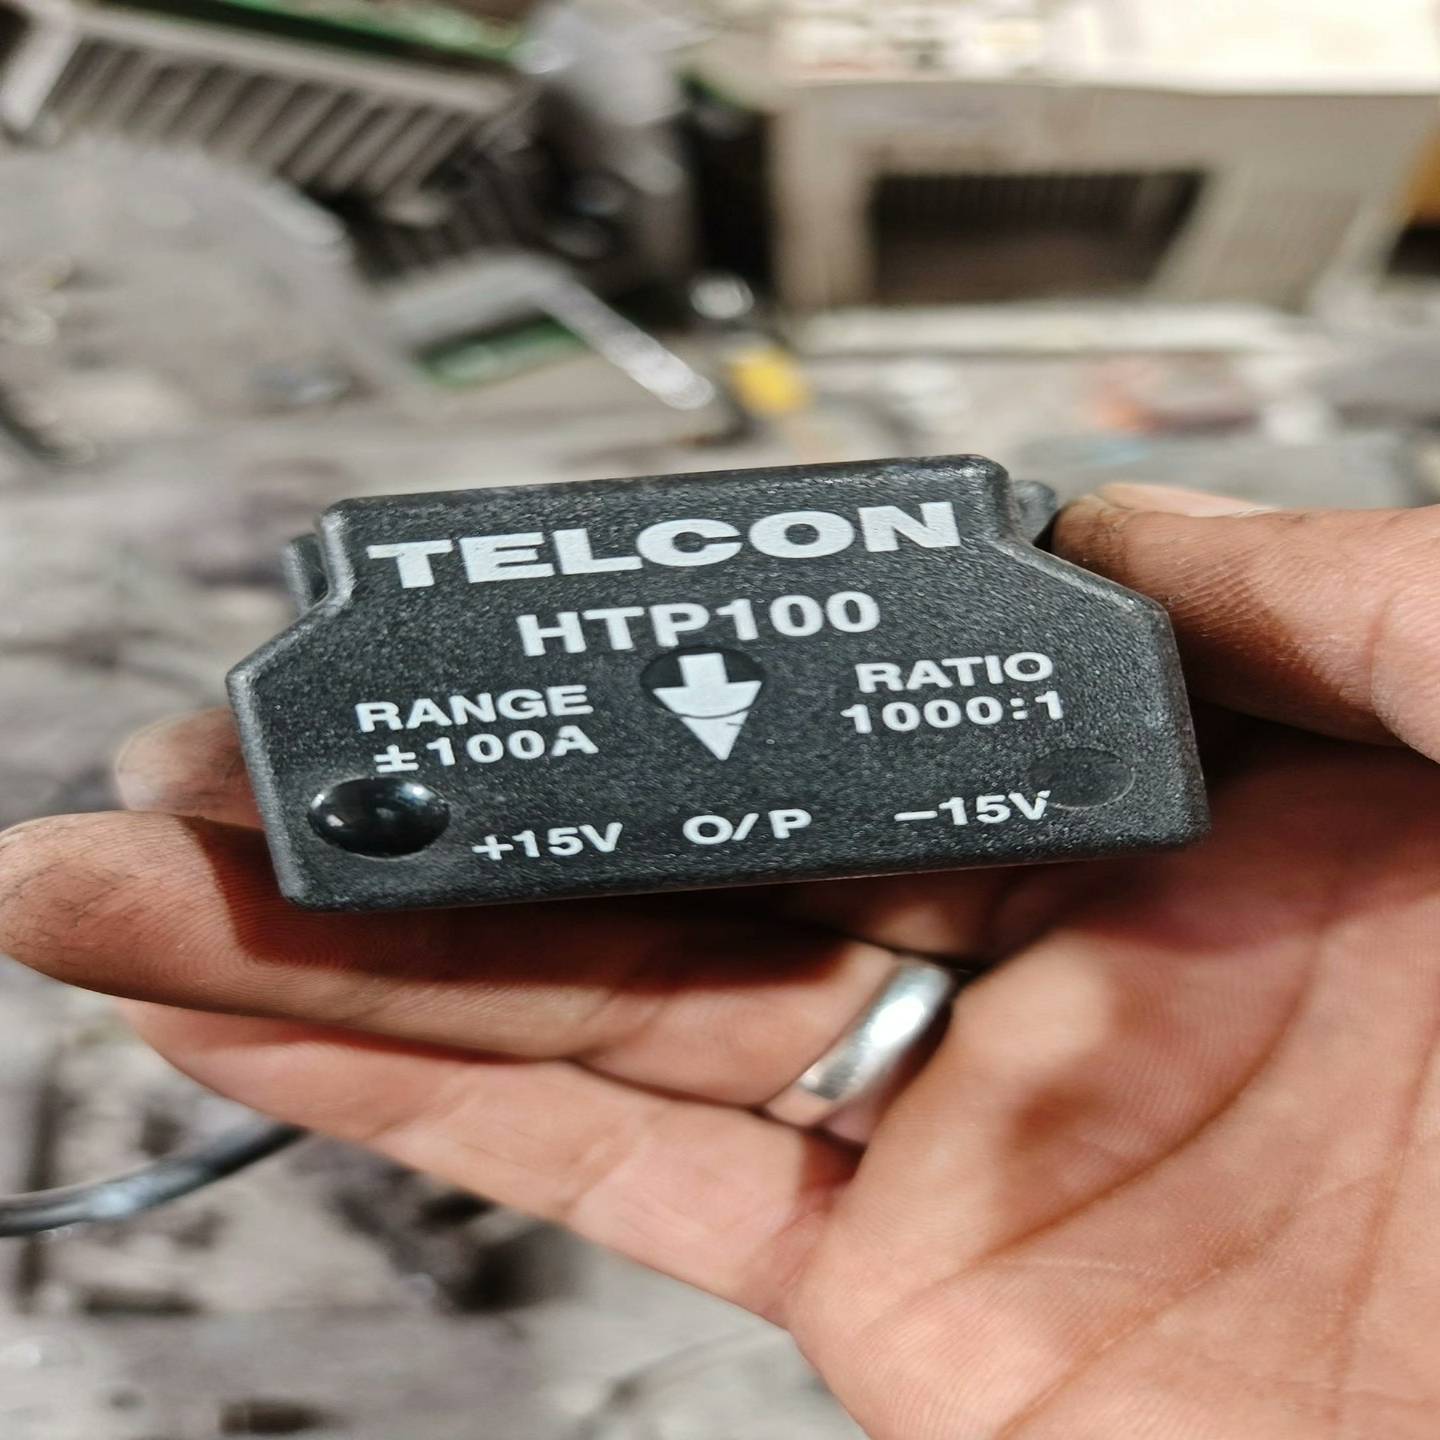 TELCON
HTP100
RANGE
±100A
RATIO
1000:1
+15V O/P -15V